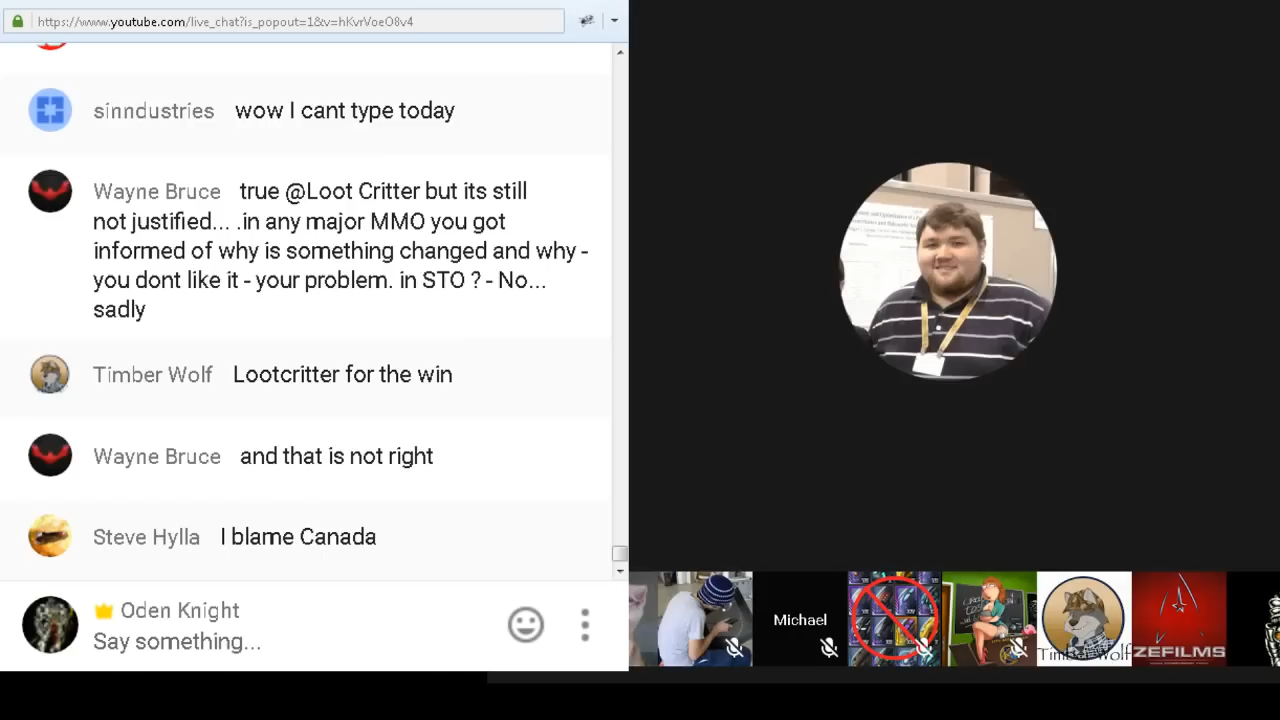 https://www.youtube.com/live_chat?is_popout=1&v=hKvrVoeO8v4
sinndustries wow I cant type today
Wayne Bruce true @Loot Critter but its still
not justified... .in any major MMO you got
informed of why is something changed and why -
you dont like it - your problem. in STO ? - No...
sadly
Timber Wolf Lootcritter for the win
Wayne Bruce and that is not right
Steve Hylla I blame Canada
Oden Knight
Say something...
Michael
Timber Wolf
ZEFILMS